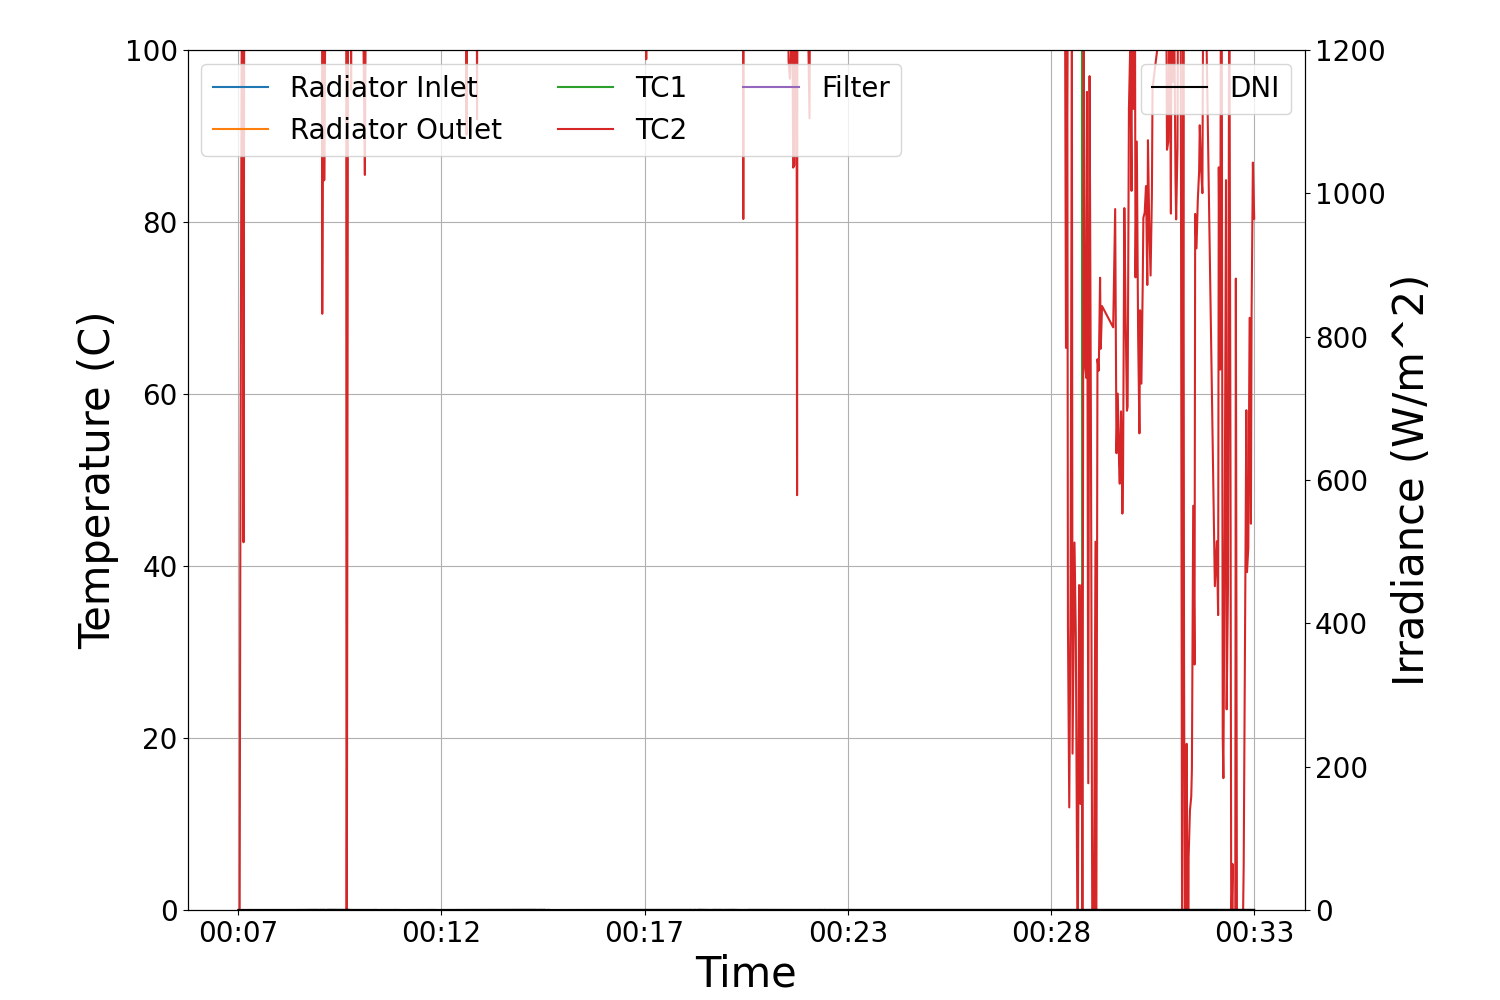 100
80
60
40
20
0
Temperature (C)
Radiator Inlet
Radiator Outlet
TC1
TC2
Filter
DNI
1200
1000
800
600
400
200
0
Irradiance (W/m^2)
00:07 00:12 00:17 00:23 00:28 00:33
Time